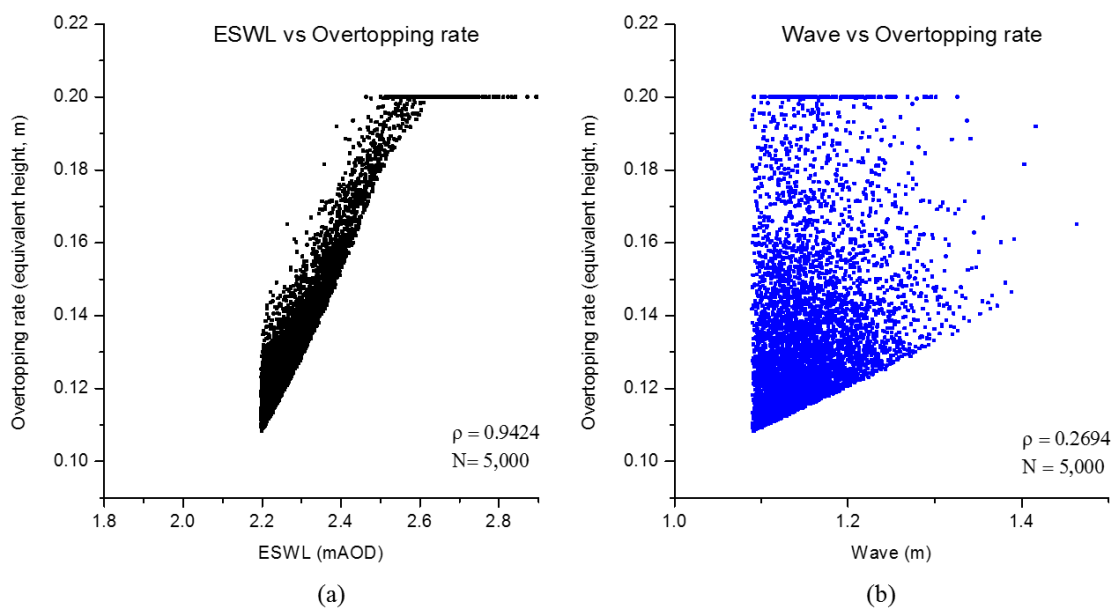 ESWL vs Overtopping rate
0.22
0.20
0.18
0.16
0.14
0.12
0.10
Overtopping rate (equivalent height, m)
ρ = 0.9424
N= 5,000
1.8
2.0
2.2
2.4
2.6
2.8
ESWL (mAOD)
(a)
Wave vs Overtopping rate
0.22
0.20
0.18
0.16
0.14
0.12
0.10
Overtopping rate (equivalent height, m)
ρ = 0.2694
N = 5,000
1.0
1.2
1.4
Wave (m)
(b)